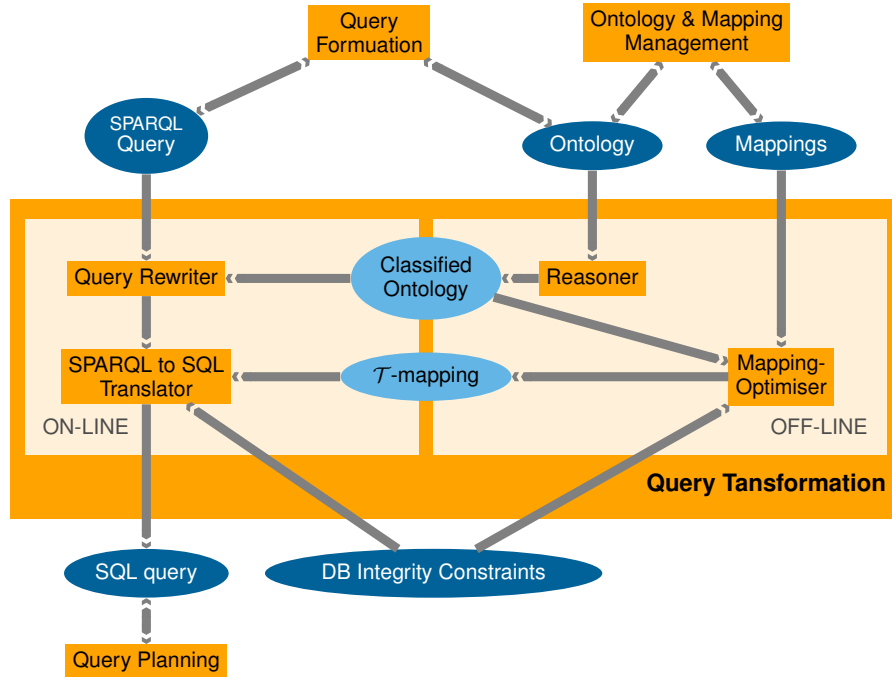 Query
Formuation
Ontology & Mapping
Management
SPARQL
Query
Ontology
Mappings
Query Rewriter
Classified
Ontology
Reasoner
SPARQL to SQL
Translator
𝒯-mapping
Mapping-
Optimiser
ON-LINE
OFF-LINE
Query Tansformation
SQL query
DB Integrity Constraints
Query Planning